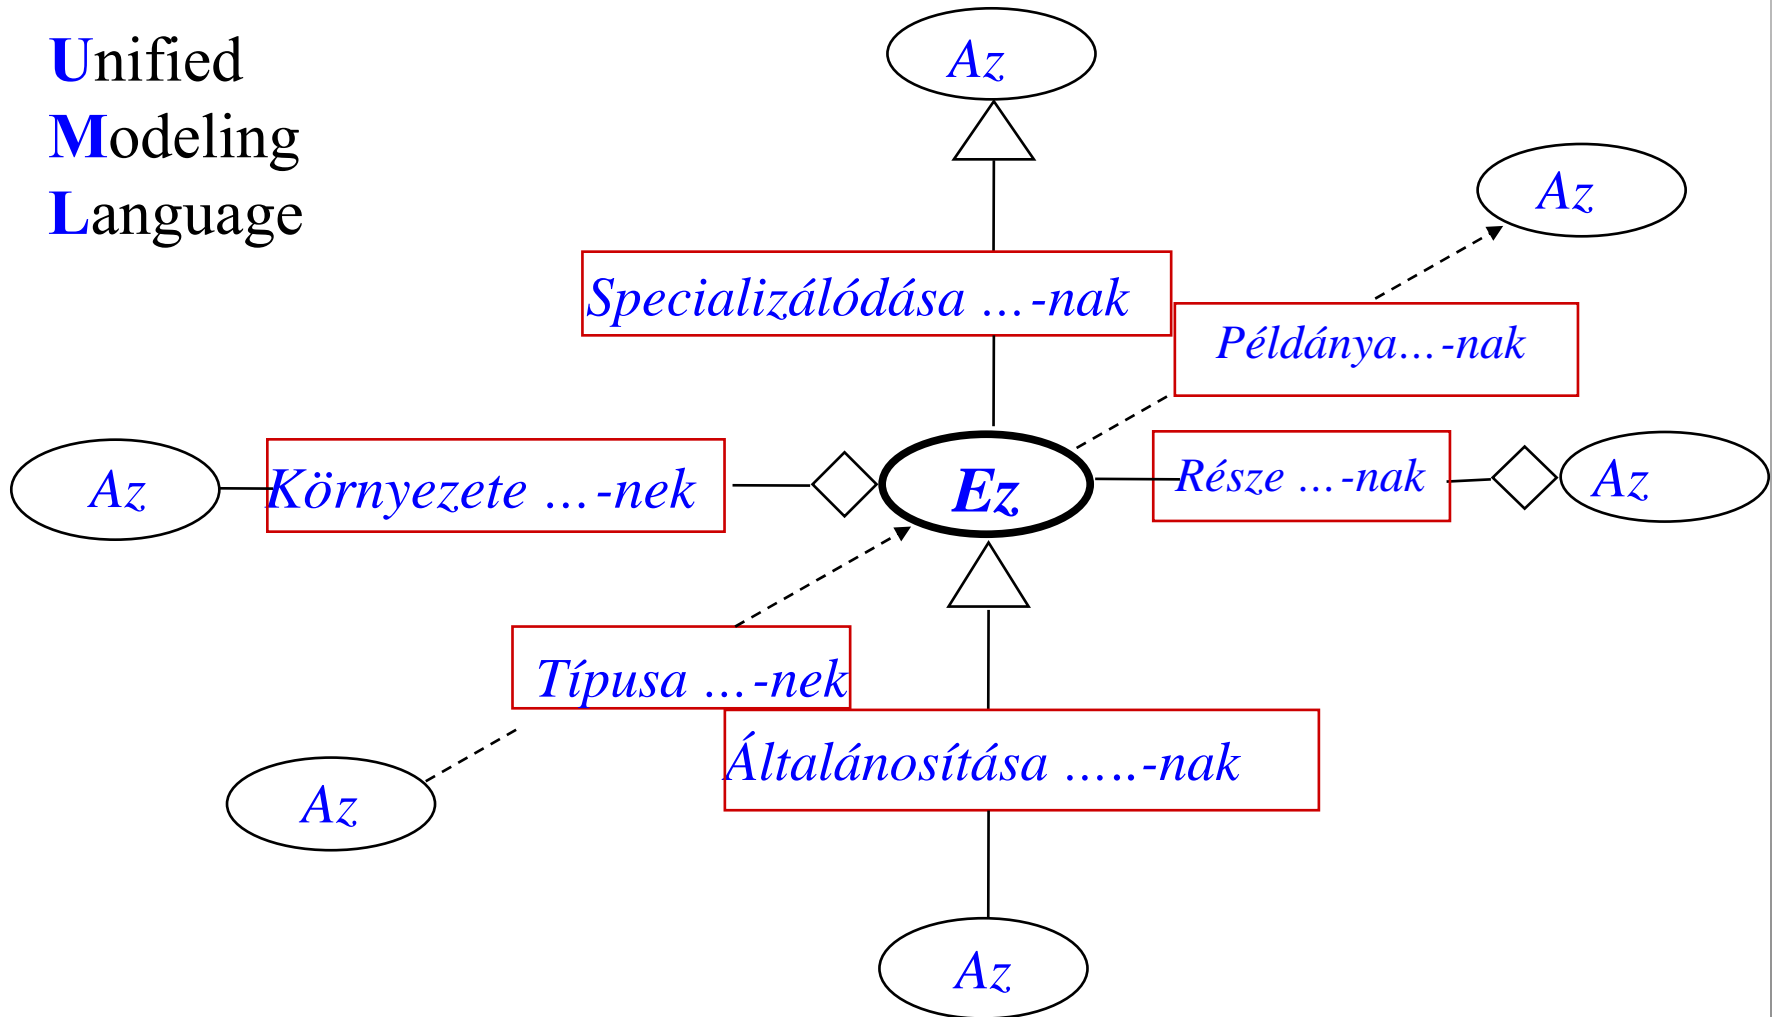 Unified
Modeling
Language
Az
Az
Specializálódása …-nak
Példánya…-nak
Az
Környezete …-nek
Ez
Része …-nak
Az
Típusa …-nek
Általánosítása …..-nak
Az
Az